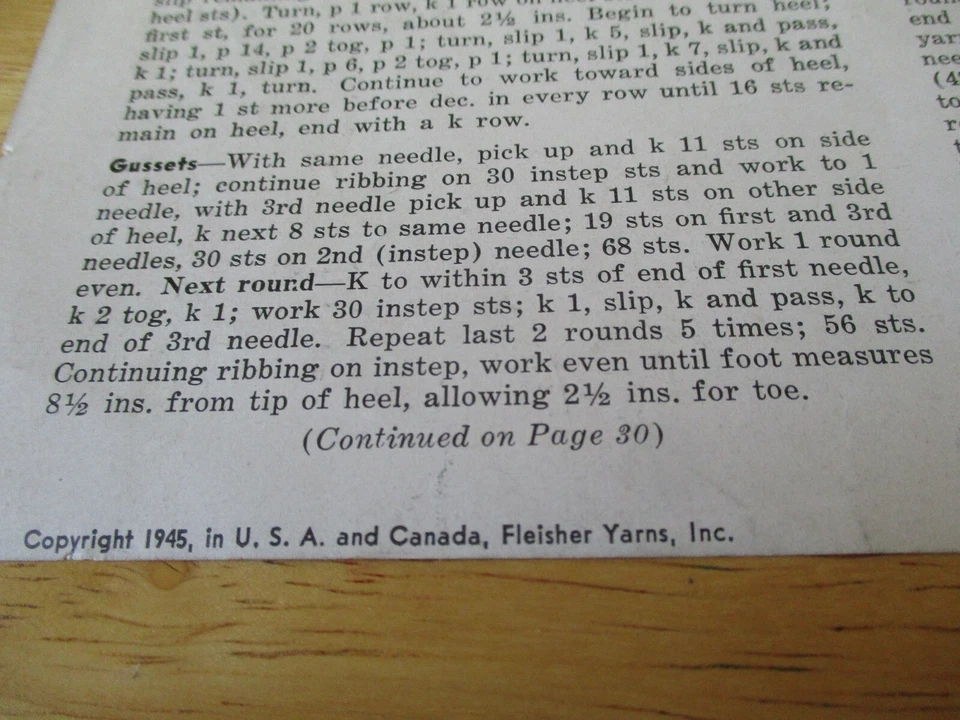 heel sts). Turn, p 1 row, k 1 row on heel
first st, for 20 rows, about 2½ ins. Begin to turn heel;
slip 1, p 14, p 2 tog, p 1; turn, slip 1, k 5, slip, k and pass,
k 1; turn, slip 1, p 6, p 2 tog, p 1; turn, slip 1, k 7, slip, k and
pass, k 1, turn. Continue to work toward sides of heel,
having 1 st more before dec. in every row until 16 sts re-
main on heel, end with a k row.
Gussets—With same needle, pick up and k 11 sts on side
of heel; continue ribbing on 30 instep sts and work to 1
needle, with 3rd needle pick up and k 11 sts on other side
of heel, k next 8 sts to same needle; 19 sts on first and 3rd
needles, 30 sts on 2nd (instep) needle; 68 sts. Work 1 round
even. Next round—K to within 3 sts of end of first needle,
k 2 tog, k 1; work 30 instep sts; k 1, slip, k and pass, k to
end of 3rd needle. Repeat last 2 rounds 5 times; 56 sts.
Continuing ribbing on instep, work even until foot measures
8½ ins. from tip of heel, allowing 2½ ins. for toe.
(Continued on Page 30)
Copyright 1945, in U. S. A. and Canada, Fleisher Yarns, Inc.
end